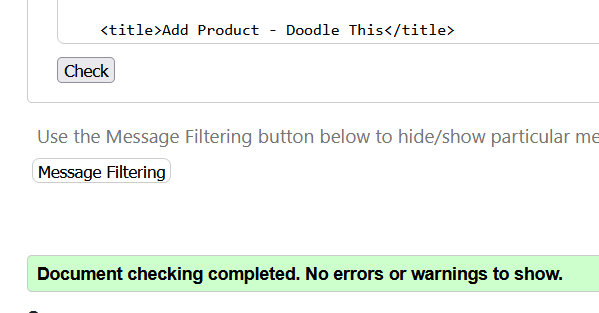 <title>Add Product - Doodle This</title>
Check
Use the Message Filtering button below to hide/show particular me
Message Filtering
Document checking completed. No errors or warnings to show.